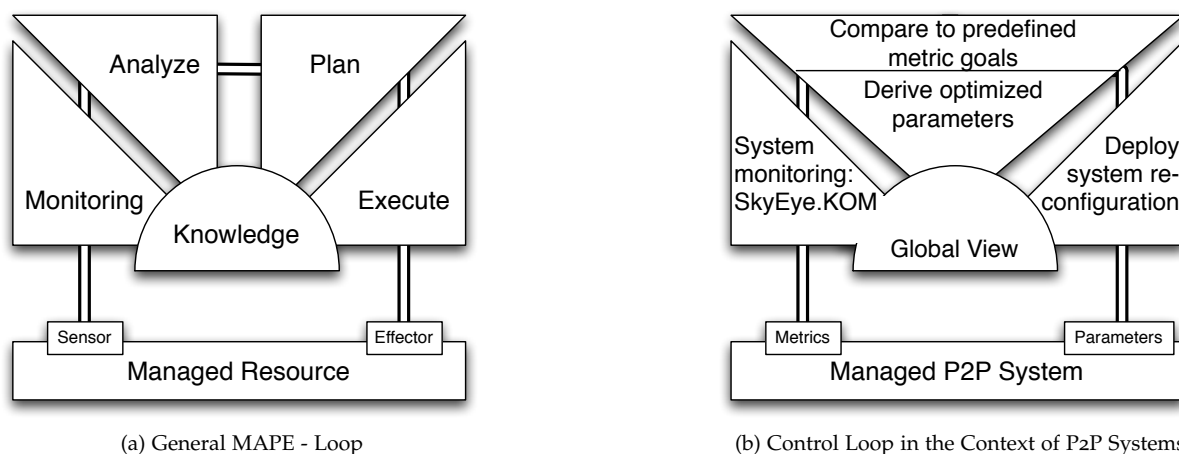 Analyze
Plan
Monitoring
Execute
Knowledge
Sensor
Effector
Managed Resource
(a) General MAPE - Loop
Compare to predefined
metric goals
Derive optimized
parameters
System
monitoring:
SkyEye.KOM
Deploy
system re-
configuration
Global View
Metrics
Parameters
Managed P2P System
(b) Control Loop in the Context of P2P Systems